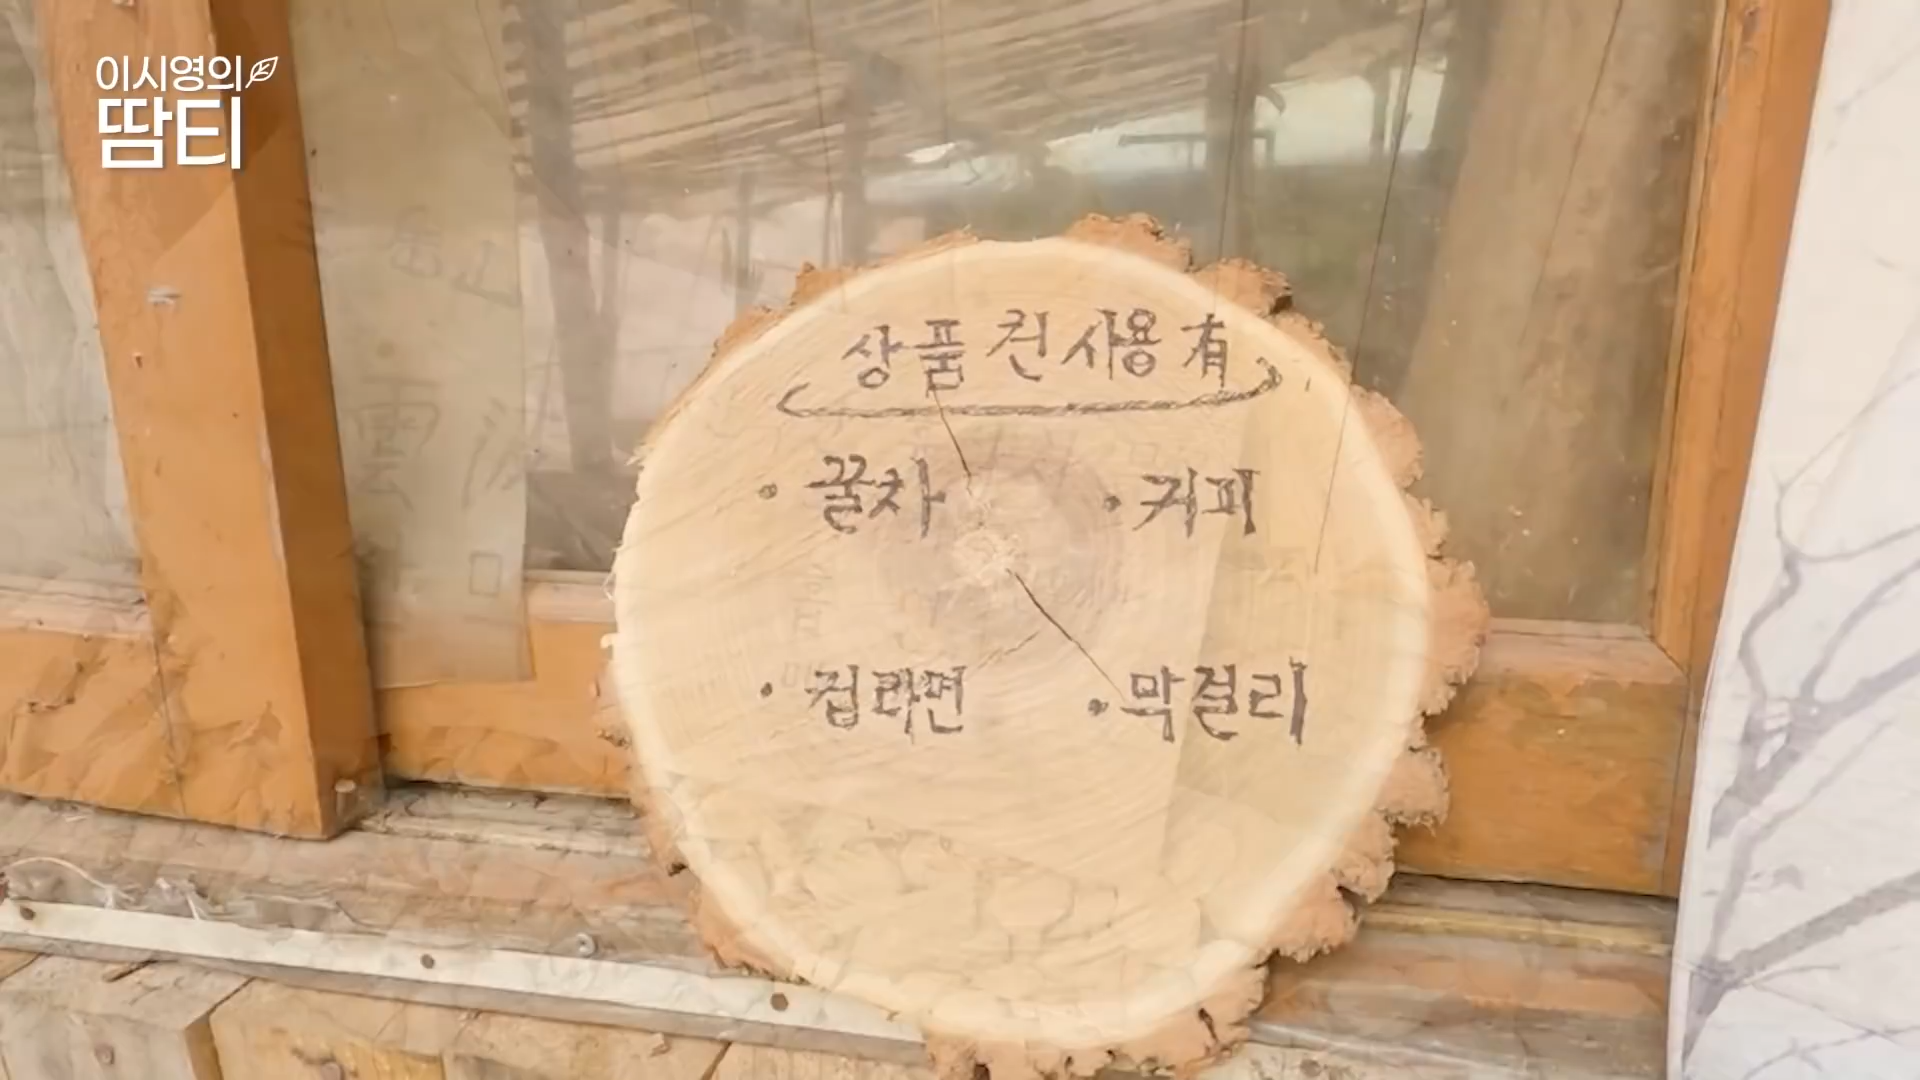 이시영의
땀티
상품권 사용 有
· 꿀차 · 커피
· 컵라면 · 막걸리